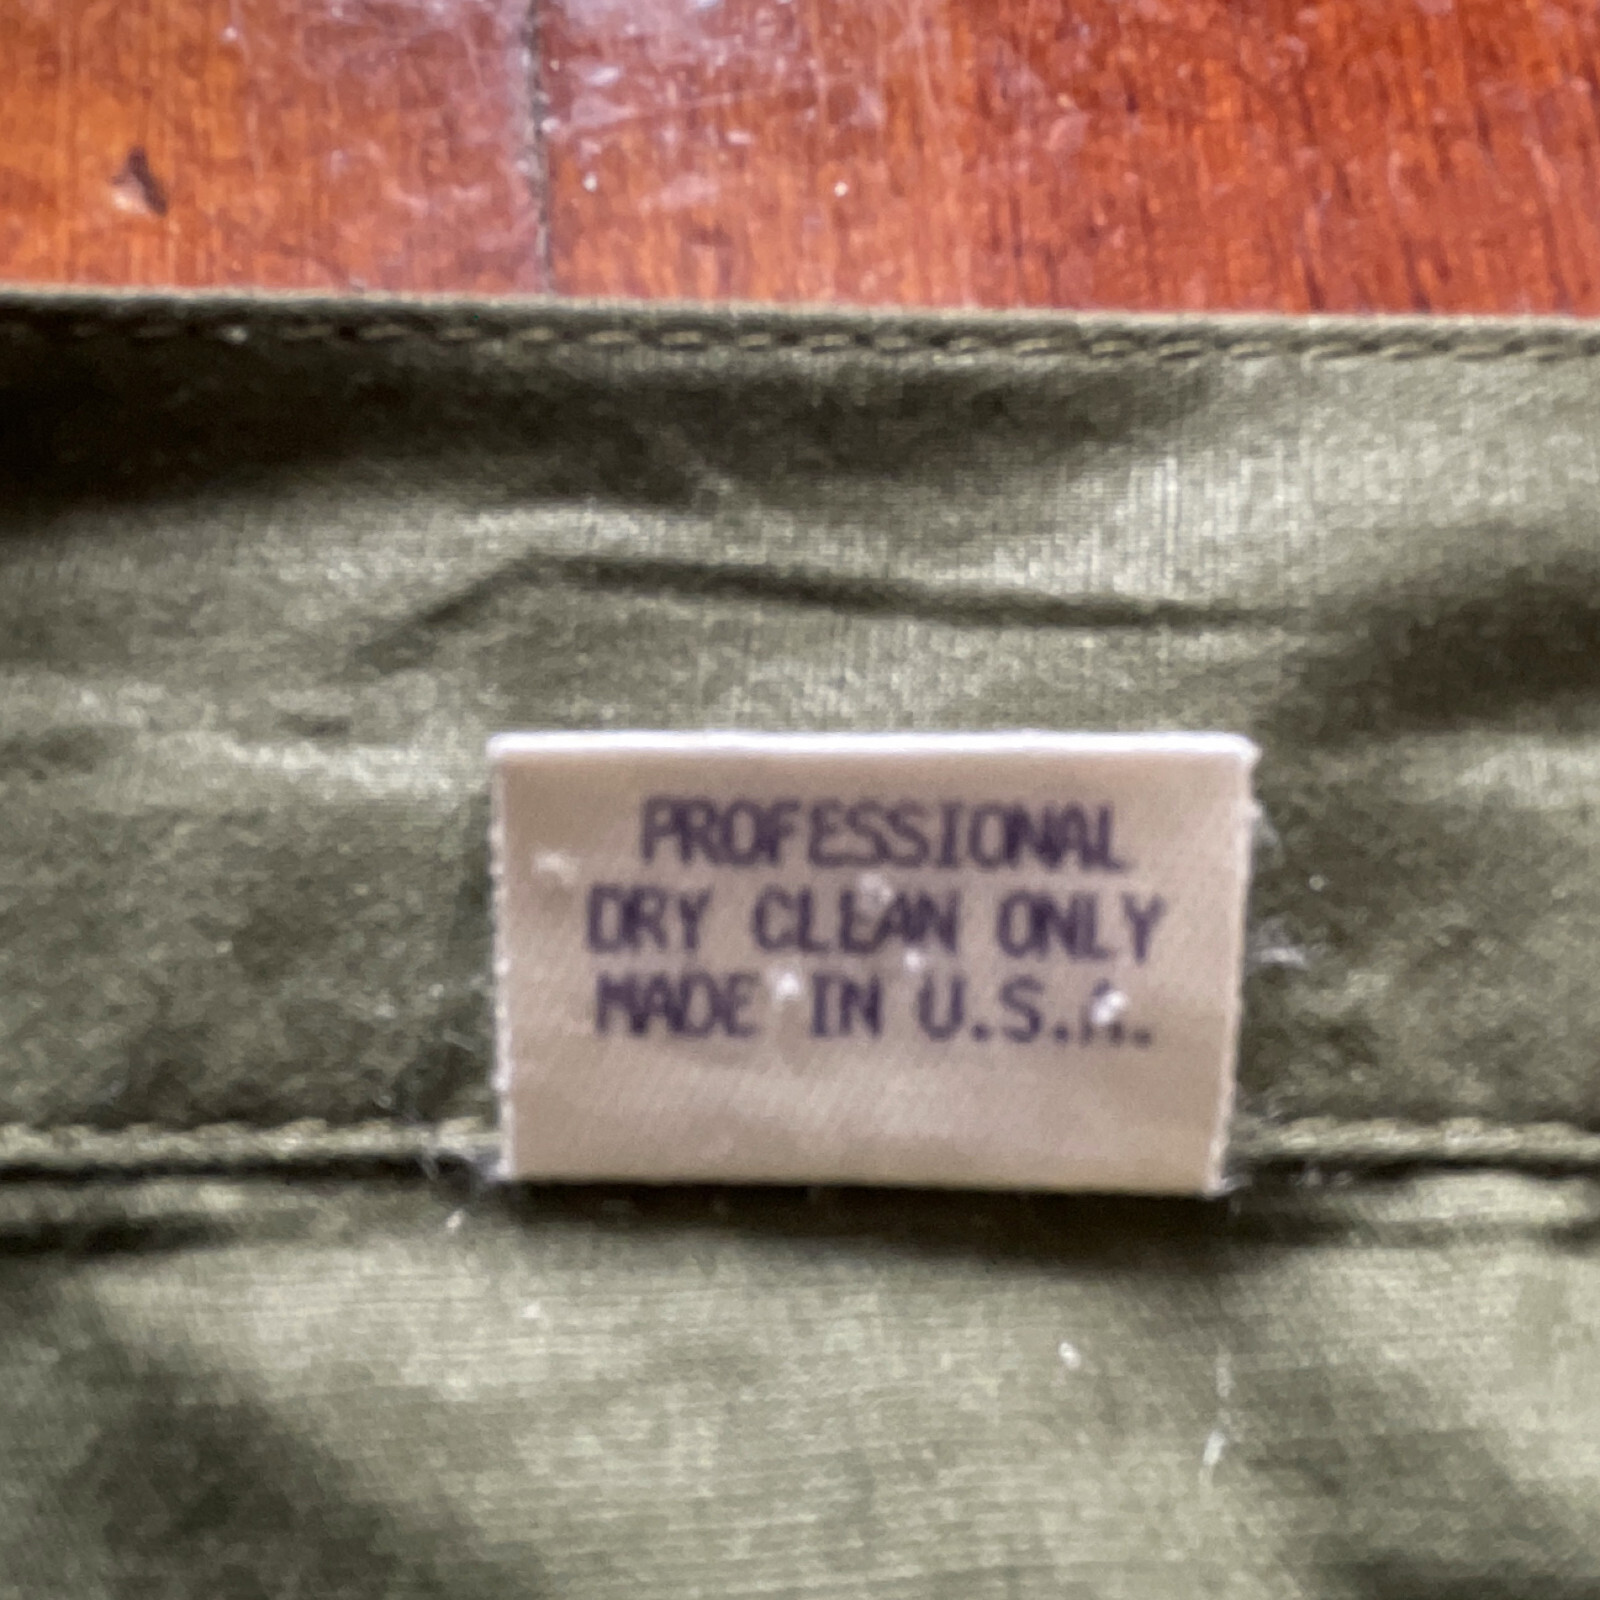 PROFESSIONAL
DRY CLEAN ONLY
MADE IN U.S.A.